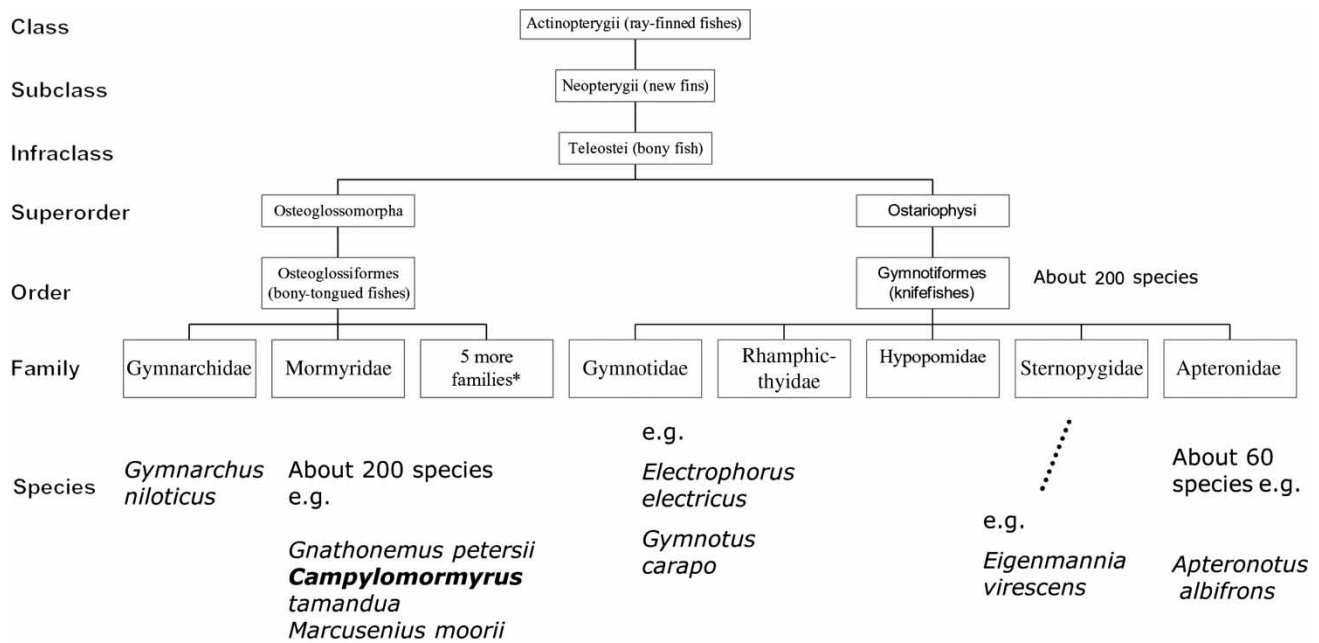 Class
Actinopterygii (ray-finned fishes)
Subclass
Neopterygii (new fins)
Infraclass
Teleostei (bony fish)
Superorder
Osteoglossomorpha
Ostariophysi
Order
Osteoglossiformes
(bony-tongued fishes)
Gymnotiformes
(knifefishes)
About 200 species
Family
Gymnarchidae
Mormyridae
5 more
families*
Gymnotidae
Rhamphic-
thyidae
Hypopomidae
Sternopygidae
Apteronidae
Species
Gymnarchus
niloticus
About 200 species
e.g.
Gnathonemus petersii
Campylomormyrus
tamandua
Marcusenius moorii
e.g.
Electrophorus
electricus
Gymnotus
carapo
e.g.
Eigenmannia
virescens
About 60
species e.g.
Apteronotus
albifrons